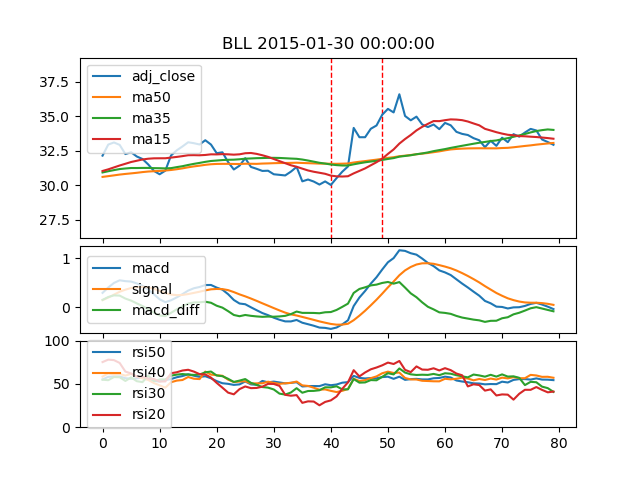 BLL 2015-01-30 00:00:00
37.5
35.0
32.5
30.0
27.5
adj_close
ma50
ma35
ma15
1
0
macd
signal
macd_diff
100
50
0
rsi50
rsi40
rsi30
rsi20
0 10 20 30 40 50 60 70 80